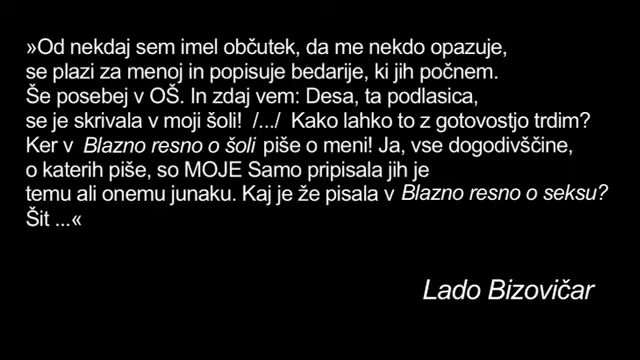 »Od nekdaj sem imel občutek, da me nekdo opazuje,
se plazi za menoj in popisuje bedarije, ki jih počnem.
Še posebej v OŠ. In zdaj vem: Desa, ta podlasica,
se je skrivala v moji šoli!  /.../  Kako lahko to z gotovostjo trdim?
Ker v Blazno resno o šoli piše o meni! Ja, vse dogodivščine,
o katerih piše, so MOJE Samo pripisala jih je
temu ali onemu junaku. Kaj je že pisala v Blazno resno o seksu?
Šit ...«
Lado Bizovičar